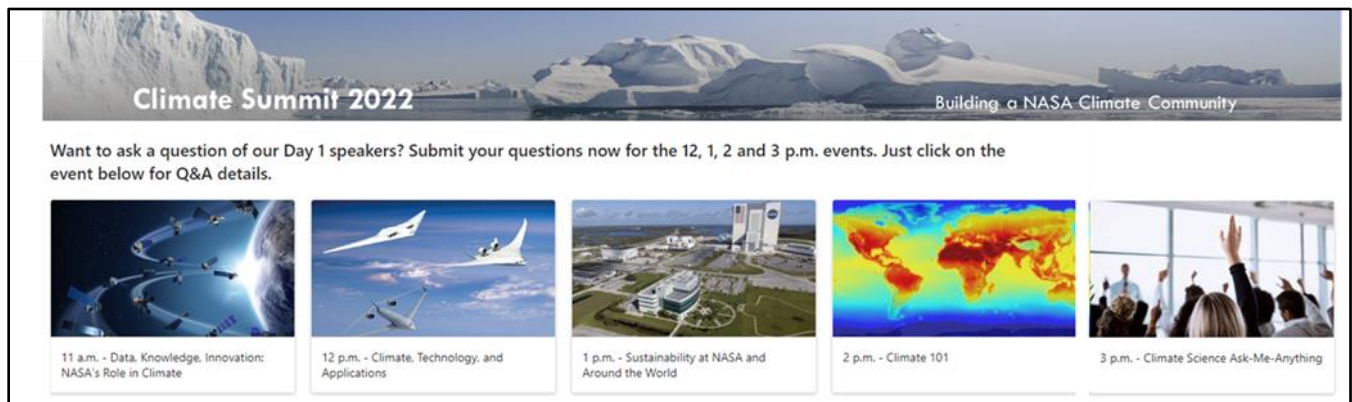 Climate Summit 2022
Building a NASA Climate Community
Want to ask a question of our Day 1 speakers? Submit your questions now for the 12, 1, 2 and 3 p.m. events. Just click on the
event below for Q&A details.
11 a.m. - Data, Knowledge, Innovation:
NASA's Role in Climate
12 p.m. - Climate, Technology, and
Applications
1 p.m. - Sustainability at NASA and
Around the World
2 p.m. - Climate 101
3 p.m. - Climate Science Ask-Me-Anything